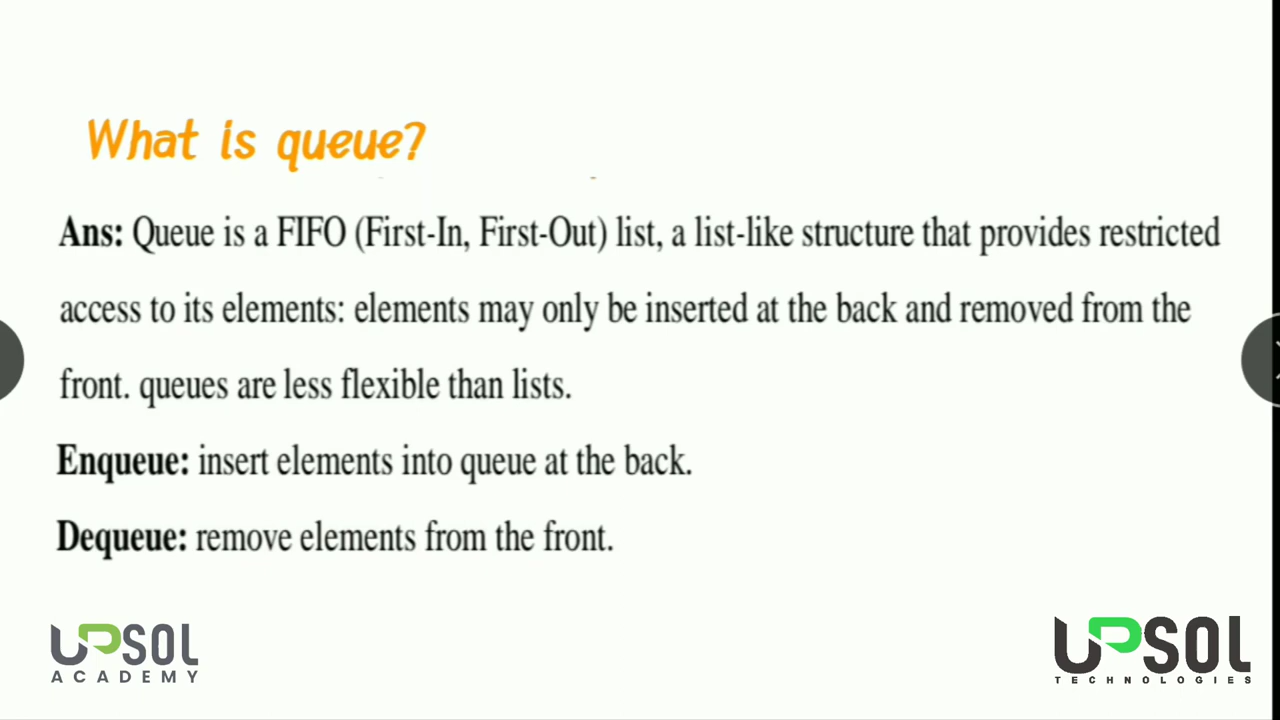 What is queue?
Ans: Queue is a FIFO (First-In, First-Out) list, a list-like structure that provides restricted
access to its elements: elements may only be inserted at the back and removed from the
front. queues are less flexible than lists.
Enqueue: insert elements into queue at the back.
Dequeue: remove elements from the front.
UPSOL
ACADEMY
UPSOL
TECHNOLOGIES